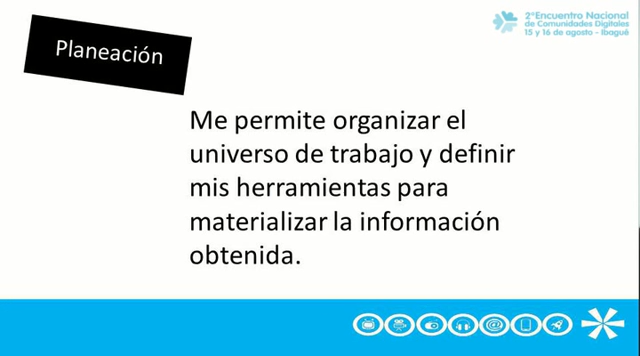 Planeación
2°Encuentro Nacional
de Comunidades Digitales
15 y 16 de agosto - Ibagué
Me permite organizar el
universo de trabajo y definir
mis herramientas para
materializar la información
obtenida.